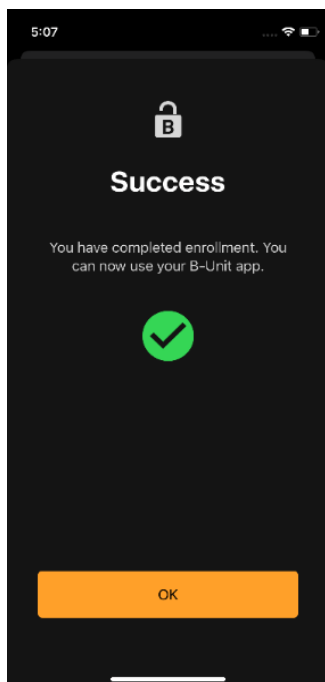 5:07
B
Success
You have completed enrollment. You
can now use your B-Unit app.
OK